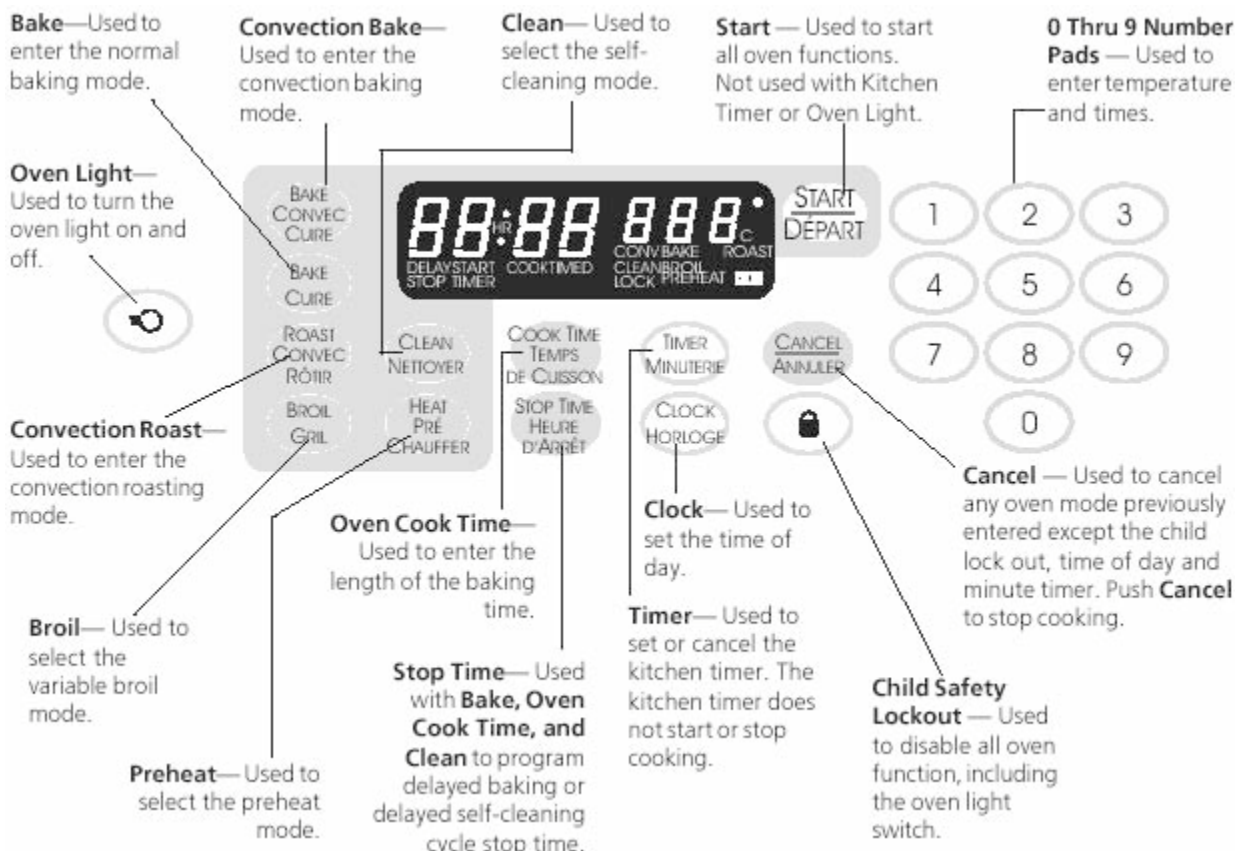 Bake—Used to
enter the normal
baking mode.
Convection Bake—
Used to enter the
convection baking
mode.
Clean— Used to
select the self-
cleaning mode.
Start — Used to start
all oven functions.
Not used with Kitchen
Timer or Oven Light.
0 Thru 9 Number
Pads — Used to
enter temperature
and times.
Oven Light—
Used to turn the
oven light on and
off.
BAKE
CONVEC
CUIRE
BAKE
CUIRE
ROAST
CONVEC
RÔTIR
BROIL
GRIL
CLEAN
NETTOYER
HEAT
PRÉ
CHAUFFER
88:88 888°
HR
C
CONV BAKE
ROAST
DELAY START COOK TIMED CLEAN BROIL
STOP TIMER LOCK PREHEAT
START
DÉPART
COOK TIME
TEMPS
DE CUISSON
STOP TIME
HEURE
D'ARRÊT
TIMER
MINUTERIE
CLOCK
HORLOGE
CANCEL
ANNULER
1 2 3
4 5 6
7 8 9
0
Convection Roast—
Used to enter the
convection roasting
mode.
Broil— Used to
select the
variable broil
mode.
Preheat— Used to
select the preheat
mode.
Oven Cook Time—
Used to enter the
length of the baking
time.
Stop Time— Used
with Bake, Oven
Cook Time, and
Clean to program
delayed baking or
delayed self-cleaning
cycle stop time.
Clock— Used to
set the time of
day.
Timer— Used to
set or cancel the
kitchen timer. The
kitchen timer does
not start or stop
cooking.
Cancel — Used to cancel
any oven mode previously
entered except the child
lock out, time of day and
minute timer. Push Cancel
to stop cooking.
Child Safety
Lockout — Used
to disable all oven
function, including
the oven light
switch.